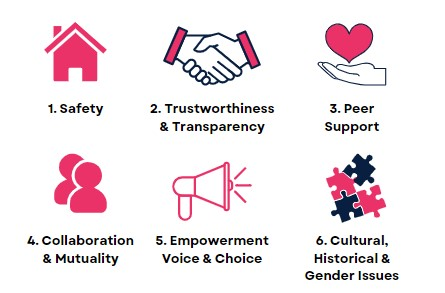 1. Safety
2. Trustworthiness
& Transparency
3. Peer
Support
4. Collaboration
& Mutuality
5. Empowerment
Voice & Choice
6. Cultural,
Historical &
Gender Issues